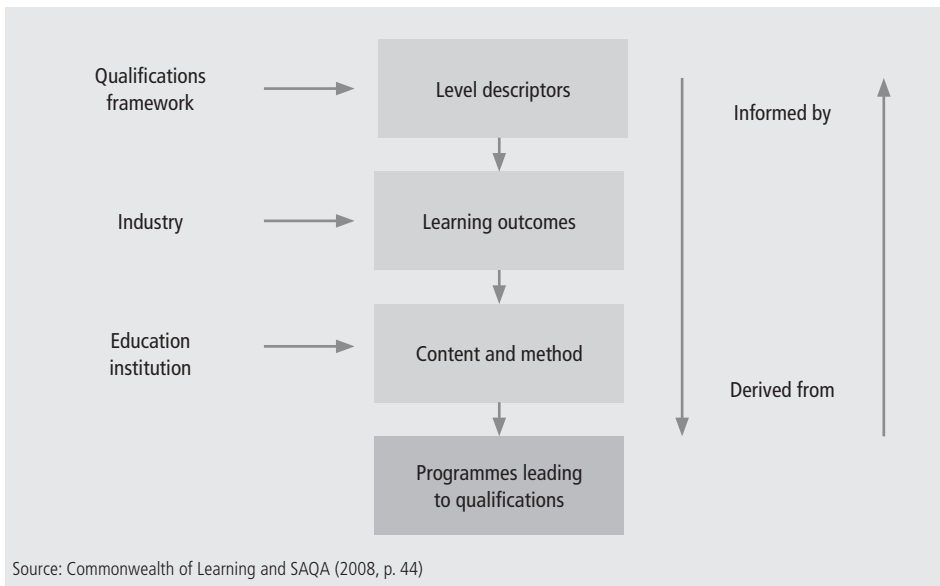 Qualifications
framework
Level descriptors
Informed by
Industry
Learning outcomes
Education
institution
Content and method
Derived from
Programmes leading
to qualifications
Source: Commonwealth of Learning and SAQA (2008, p. 44)